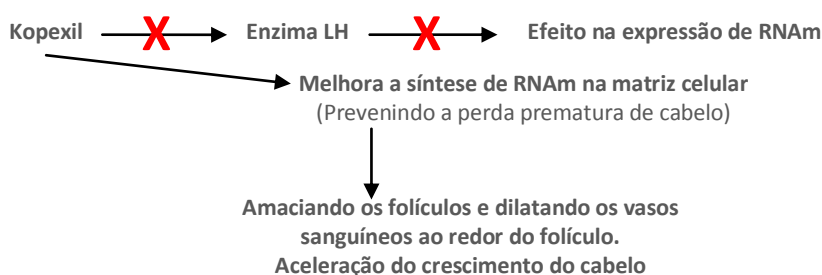 Kopexil X Enzima LH X Efeito na expressão de RNAm
Melhora a síntese de RNAm na matriz celular
(Prevenindo a perda prematura de cabelo)
Amaciando os folículos e dilatando os vasos
sanguíneos ao redor do folículo.
Aceleração do crescimento do cabelo